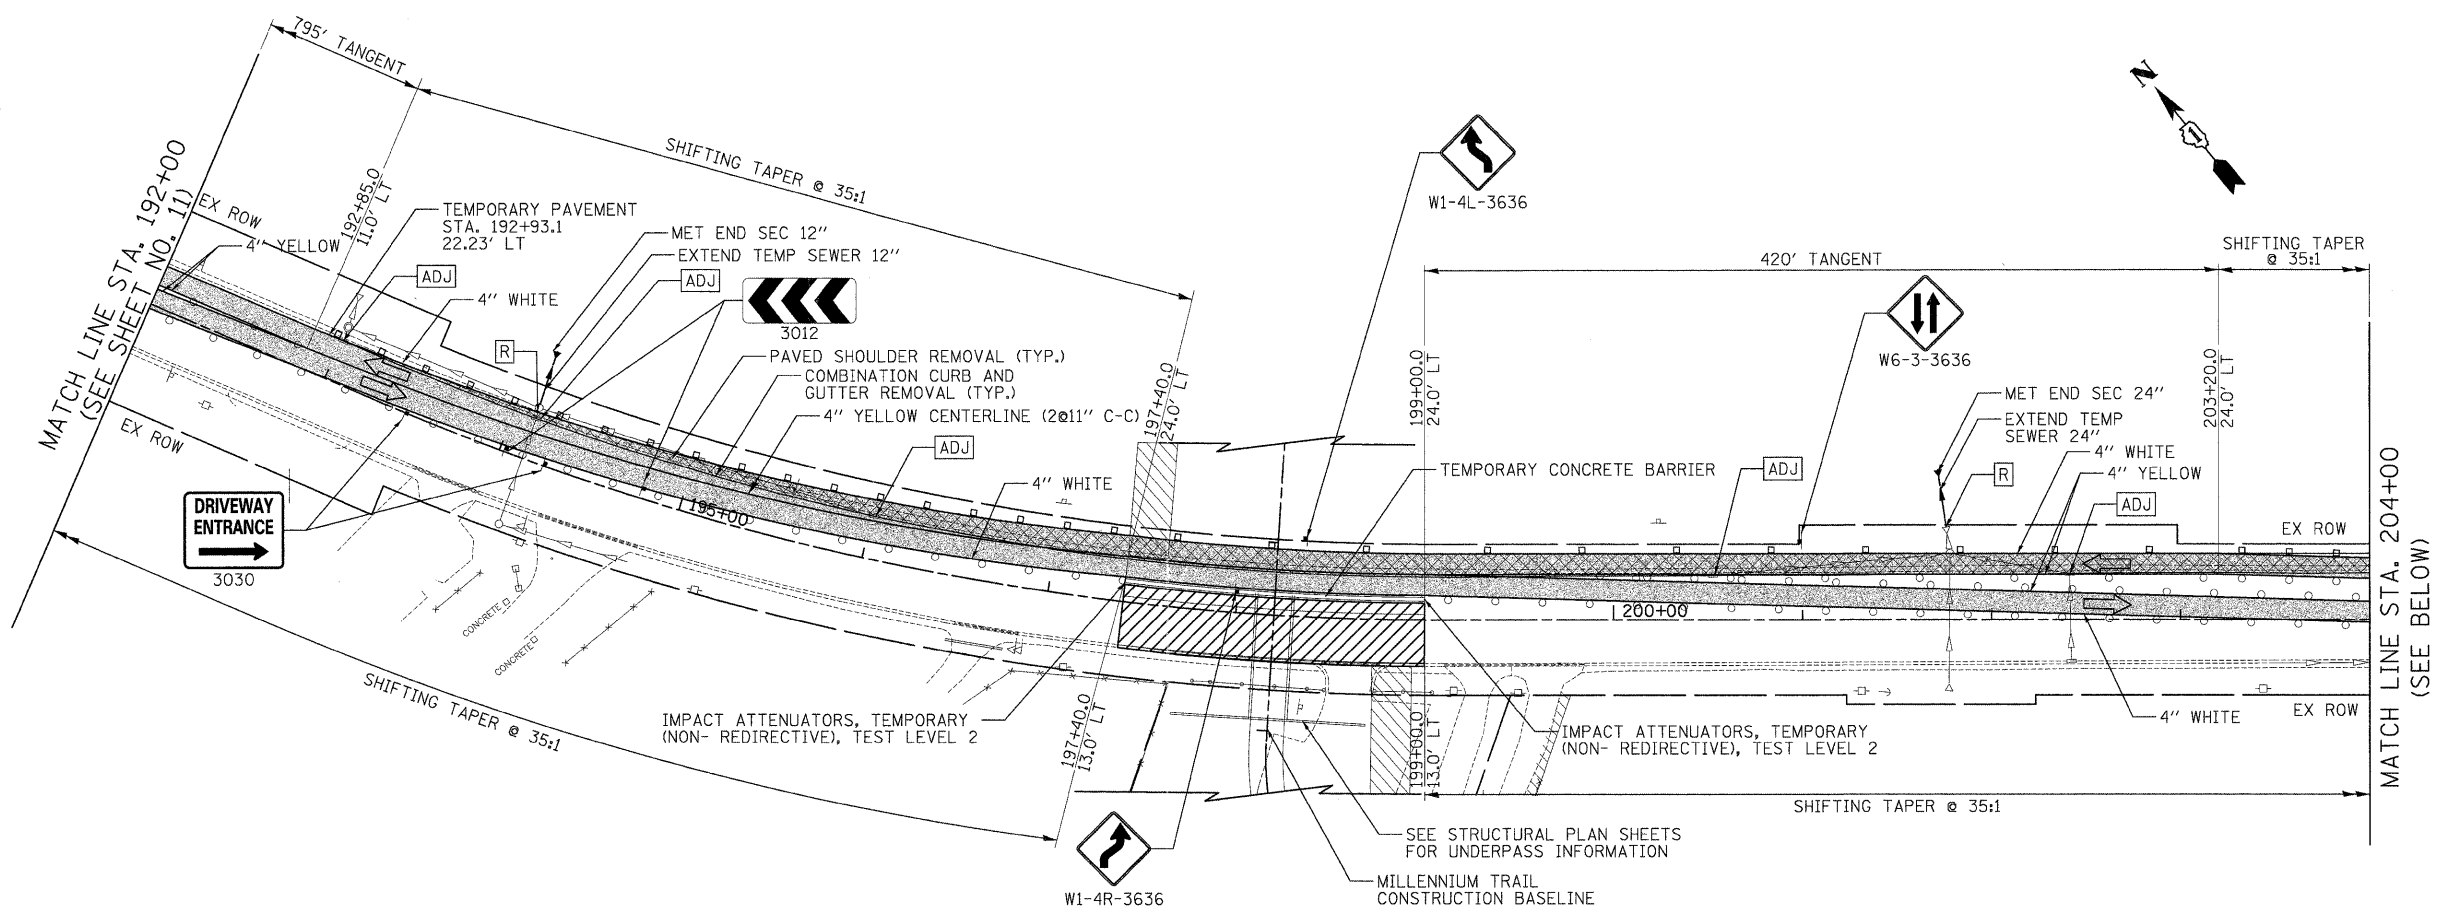 795' TANGENT
SHIFTING TAPER @ 35:1
N
1
MATCH LINE STA. 192+00
(SEE SHEET NO. 11)
EX ROW
4" YELLOW
192+85.0
11.0' LT
TEMPORARY PAVEMENT
STA. 192+93.1
22.23' LT
ADJ
4" WHITE
MET END SEC 12"
EXTEND TEMP SEWER 12"
ADJ
3012
R
PAVED SHOULDER REMOVAL (TYP.)
COMBINATION CURB AND
GUTTER REMOVAL (TYP.)
4" YELLOW CENTERLINE (2@11" C-C)
ADJ
4" WHITE
197+40.0
24.0' LT
W1-4L-3636
420' TANGENT
SHIFTING TAPER
@ 35:1
199+00.0
24.0' LT
W6-3-3636
203+20.0
24.0' LT
TEMPORARY CONCRETE BARRIER
ADJ
MET END SEC 24"
EXTEND TEMP
SEWER 24"
4" WHITE
R
4" YELLOW
ADJ
EX ROW
EX ROW
DRIVEWAY
ENTRANCE
3030
195+00
200+00
CONCRETE
CONCRETE
SHIFTING TAPER @ 35:1
IMPACT ATTENUATORS, TEMPORARY
(NON- REDIRECTIVE), TEST LEVEL 2
197+40.0
13.0' LT
199+00.0
13.0' LT
IMPACT ATTENUATORS, TEMPORARY
(NON- REDIRECTIVE), TEST LEVEL 2
4" WHITE
EX ROW
MATCH LINE STA. 204+00
(SEE BELOW)
SHIFTING TAPER @ 35:1
W1-4R-3636
SEE STRUCTURAL PLAN SHEETS
FOR UNDERPASS INFORMATION
MILLENNIUM TRAIL
CONSTRUCTION BASELINE